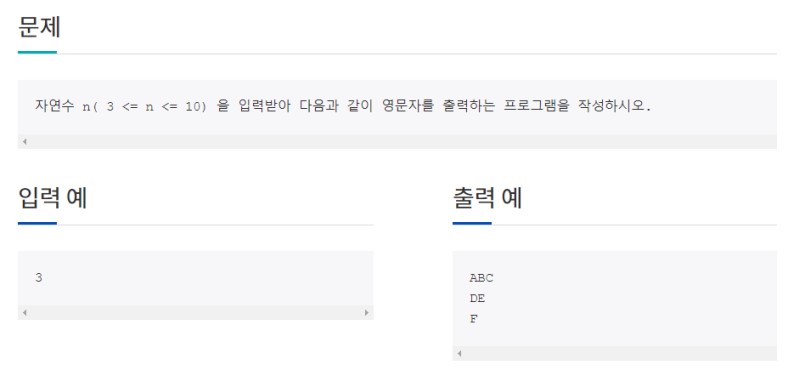 문제
자연수 n( 3 <= n <= 10) 을 입력받아 다음과 같이 영문자를 출력하는 프로그램을 작성하시오.
입력 예
3
출력 예
ABC
DE
F